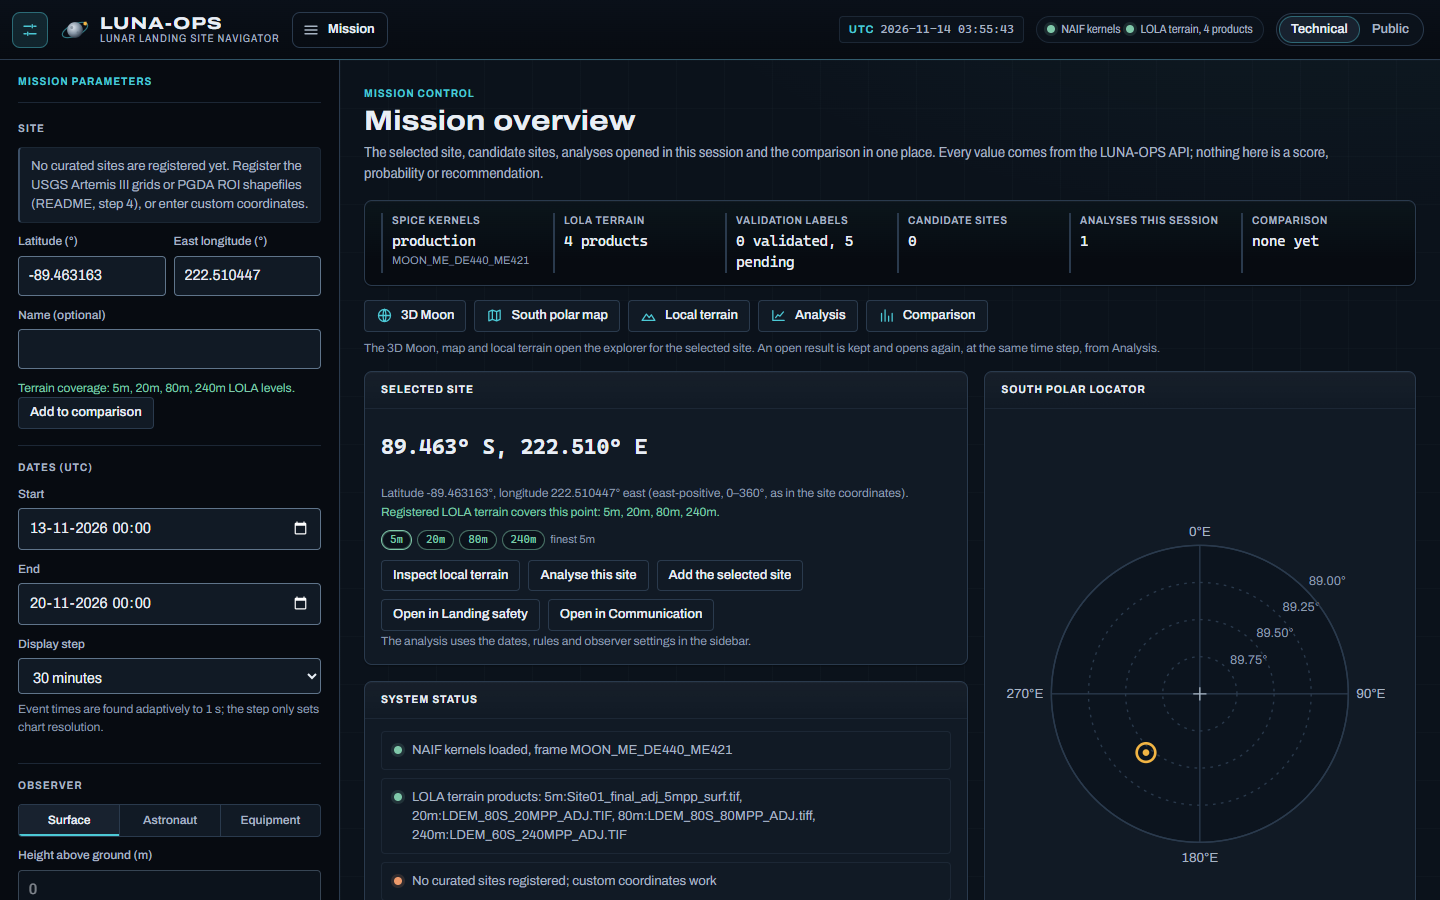 LUNA-OPS
LUNAR LANDING SITE NAVIGATOR
Mission
UTC 2026-11-14 03:55:43
NAIF kernels
LOLA terrain, 4 products
Technical
Public
MISSION PARAMETERS
SITE
No curated sites are registered yet. Register the
USGS Artemis III grids or PGDA ROI shapefiles
(README, step 4), or enter custom coordinates.
Latitude (°)
East longitude (°)
-89.463163
222.510447
Name (optional)
Terrain coverage: 5m, 20m, 80m, 240m LOLA levels.
Add to comparison
DATES (UTC)
Start
13-11-2026 00:00
End
20-11-2026 00:00
Display step
30 minutes
Event times are found adaptively to 1 s; the step only sets
chart resolution.
OBSERVER
Surface
Astronaut
Equipment
Height above ground (m)
0
MISSION CONTROL
Mission overview
The selected site, candidate sites, analyses opened in this session and the comparison in one place. Every value comes from the LUNA-OPS API; nothing here is a score,
probability or recommendation.
SPICE KERNELS
production
MOON_ME_DE440_ME421
LOLA TERRAIN
4 products
VALIDATION LABELS
0 validated, 5
pending
CANDIDATE SITES
0
ANALYSES THIS SESSION
1
COMPARISON
none yet
3D Moon
South polar map
Local terrain
Analysis
Comparison
The 3D Moon, map and local terrain open the explorer for the selected site. An open result is kept and opens again, at the same time step, from Analysis.
SELECTED SITE
89.463° S, 222.510° E
Latitude -89.463163°, longitude 222.510447° east (east-positive, 0–360°, as in the site coordinates).
Registered LOLA terrain covers this point: 5m, 20m, 80m, 240m.
5m
20m
80m
240m
finest 5m
Inspect local terrain
Analyse this site
Add the selected site
Open in Landing safety
Open in Communication
The analysis uses the dates, rules and observer settings in the sidebar.
SYSTEM STATUS
NAIF kernels loaded, frame MOON_ME_DE440_ME421
LOLA terrain products: 5m:Site01_final_adj_5mpp_surf.tif,
20m:LDEM_80S_20MPP_ADJ.TIF, 80m:LDEM_80S_80MPP_ADJ.tiff,
240m:LDEM_60S_240MPP_ADJ.TIF
No curated sites registered; custom coordinates work
SOUTH POLAR LOCATOR
0°E
89.00°
89.25°
89.50°
89.75°
270°E
90°E
180°E